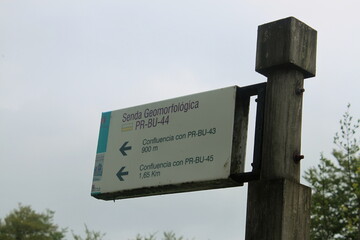 Senda Geomorfológica
PR-BU-44
Confluencia con PR-BU-43
900 m
Confluencia con PR-BU-45
1.65 Km